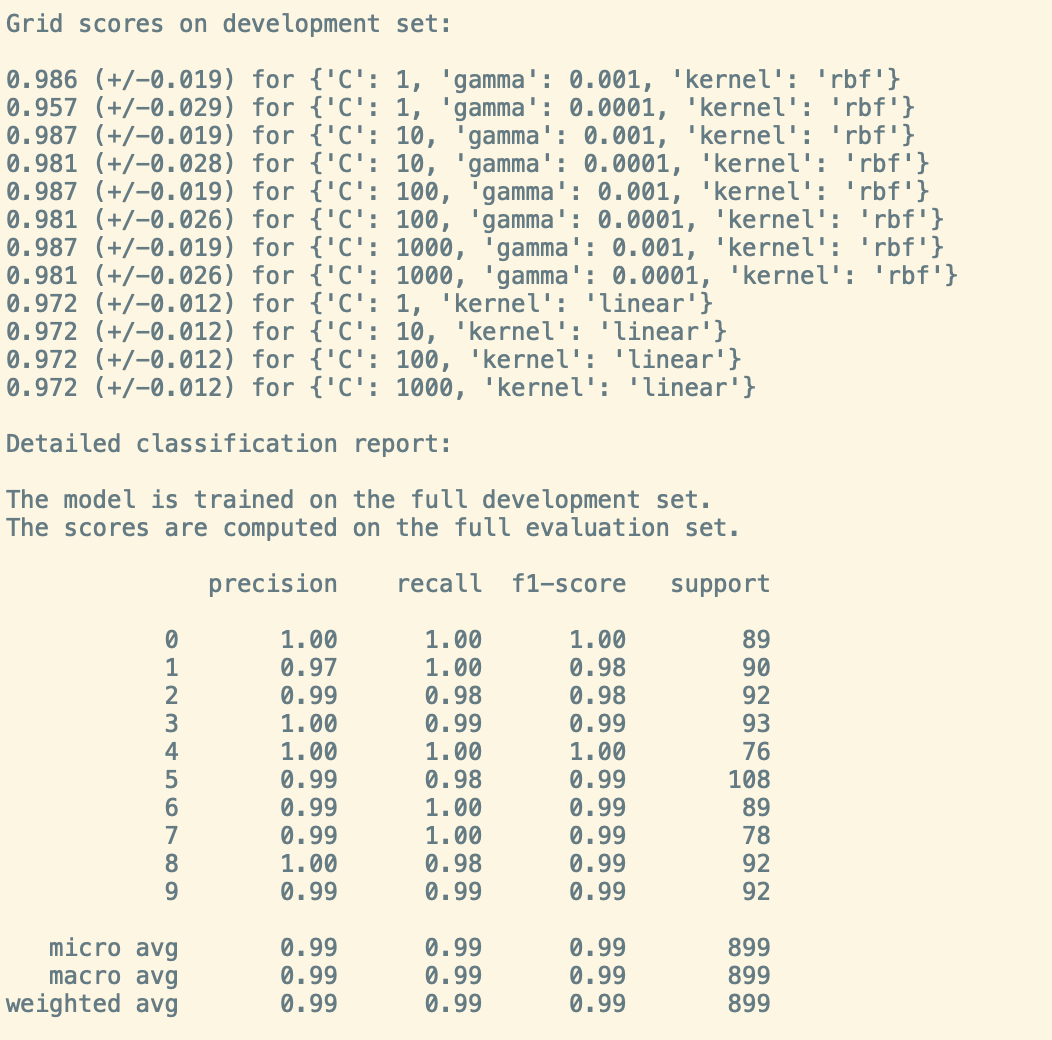 Grid scores on development set:
0.986 (+/-0.019) for {'C': 1, 'gamma': 0.001, 'kernel': 'rbf'}
0.957 (+/-0.029) for {'C': 1, 'gamma': 0.0001, 'kernel': 'rbf'}
0.987 (+/-0.019) for {'C': 10, 'gamma': 0.001, 'kernel': 'rbf'}
0.981 (+/-0.028) for {'C': 10, 'gamma': 0.0001, 'kernel': 'rbf'}
0.987 (+/-0.019) for {'C': 100, 'gamma': 0.001, 'kernel': 'rbf'}
0.981 (+/-0.026) for {'C': 100, 'gamma': 0.0001, 'kernel': 'rbf'}
0.987 (+/-0.019) for {'C': 1000, 'gamma': 0.001, 'kernel': 'rbf'}
0.981 (+/-0.026) for {'C': 1000, 'gamma': 0.0001, 'kernel': 'rbf'}
0.972 (+/-0.012) for {'C': 1, 'kernel': 'linear'}
0.972 (+/-0.012) for {'C': 10, 'kernel': 'linear'}
0.972 (+/-0.012) for {'C': 100, 'kernel': 'linear'}
0.972 (+/-0.012) for {'C': 1000, 'kernel': 'linear'}
Detailed classification report:
The model is trained on the full development set.
The scores are computed on the full evaluation set.
precision recall f1-score support
0 1.00 1.00 1.00 89
1 0.97 1.00 0.98 90
2 0.99 0.98 0.98 92
3 1.00 0.99 0.99 93
4 1.00 1.00 1.00 76
5 0.99 0.98 0.99 108
6 0.99 1.00 0.99 89
7 0.99 1.00 0.99 78
8 1.00 0.98 0.99 92
9 0.99 0.99 0.99 92
micro avg 0.99 0.99 0.99 899
macro avg 0.99 0.99 0.99 899
weighted avg 0.99 0.99 0.99 899